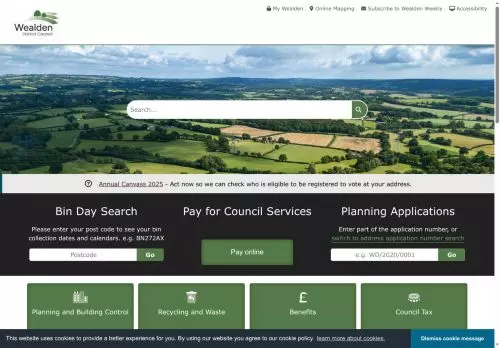 My Wealden
Online Mapping
Subscribe to Wealden Weekly
Accessibility
Wealden
District Council
Search...
Annual Canvass 2025 – Act now so we can check who is eligible to be registered to vote at your address.
Bin Day Search
Please enter your post code to see your bin
collection dates and calendars. e.g. BN272AX
Postcode
Go
Pay for Council Services
Pay online
Planning Applications
Enter part of the application number, or
switch to address application number search
e.g. WD/2020/0001
Go
Planning and Building Control
Recycling and Waste
£
Benefits
Council Tax
This website uses cookies to provide a better experience for you. By using our website you agree to our cookie policy. learn more about cookies.
Dismiss cookie message